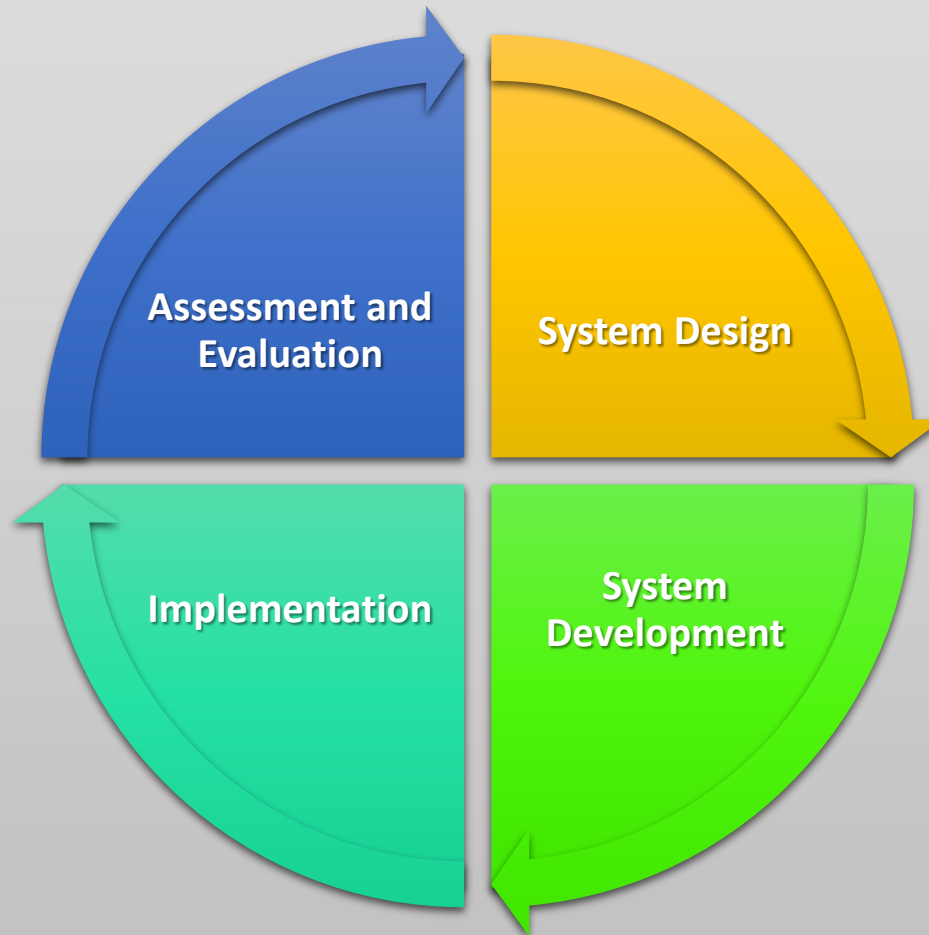 Assessment and
Evaluation
System Design
Implementation
System
Development